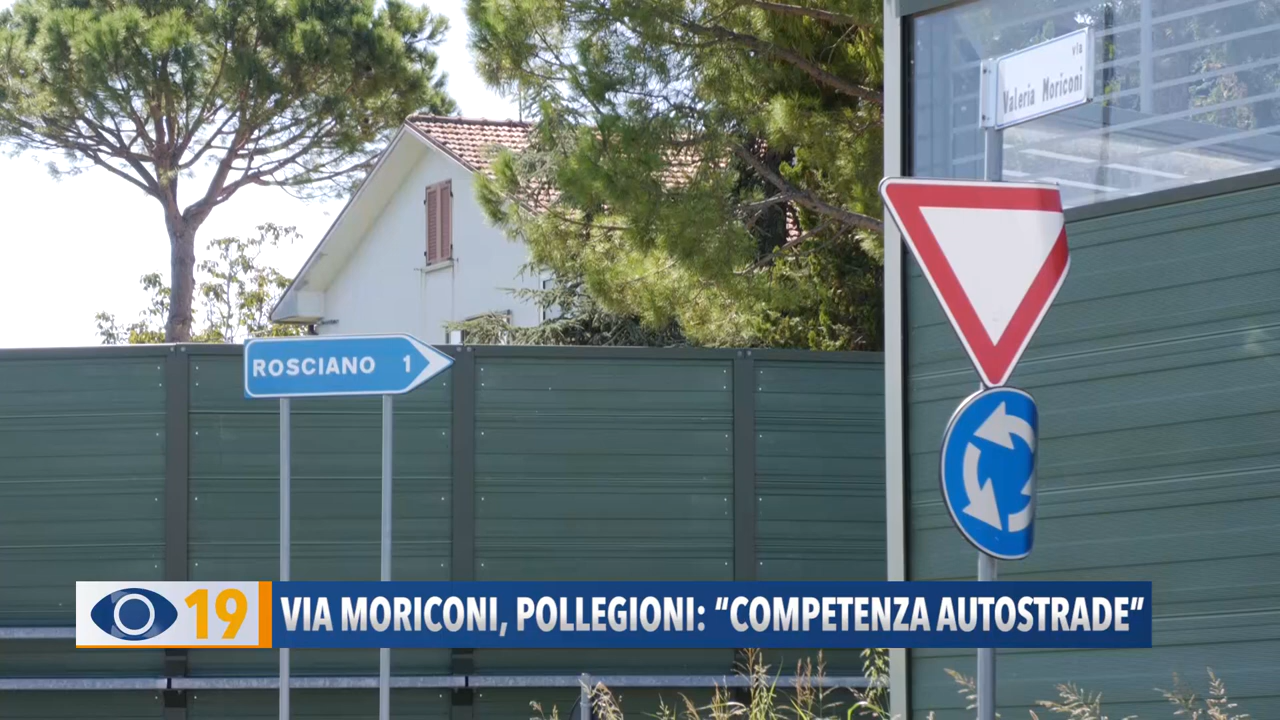 via
Valeria Moriconi
ROSCIANO 1
19 VIA MORICONI, POLLEGIONI: “COMPETENZA AUTOSTRADE”